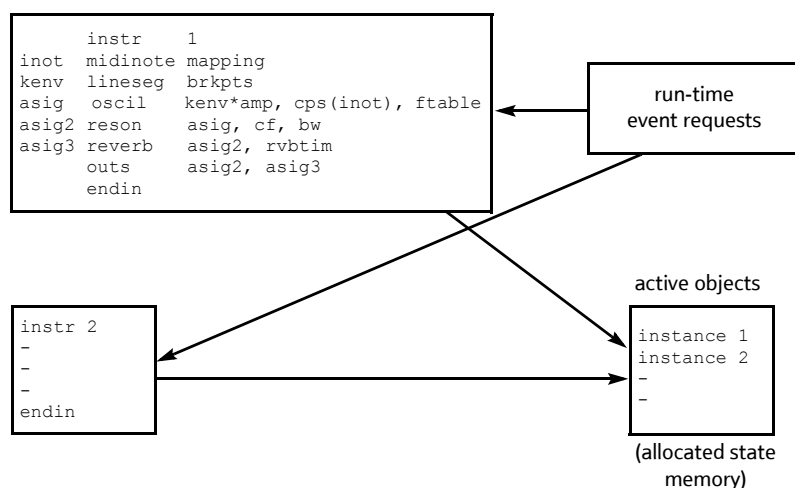 instr 1
inot midinote mapping
kenv lineseg brkpts
asig oscil kenv*amp, cps(inot), ftable
asig2 reson asig, cf, bw
asig3 reverb asig2, rvbtim
outs asig2, asig3
endin
run-time
event requests
instr 2
-
-
-
endin
active objects
instance 1
instance 2
-
-
(allocated state
memory)